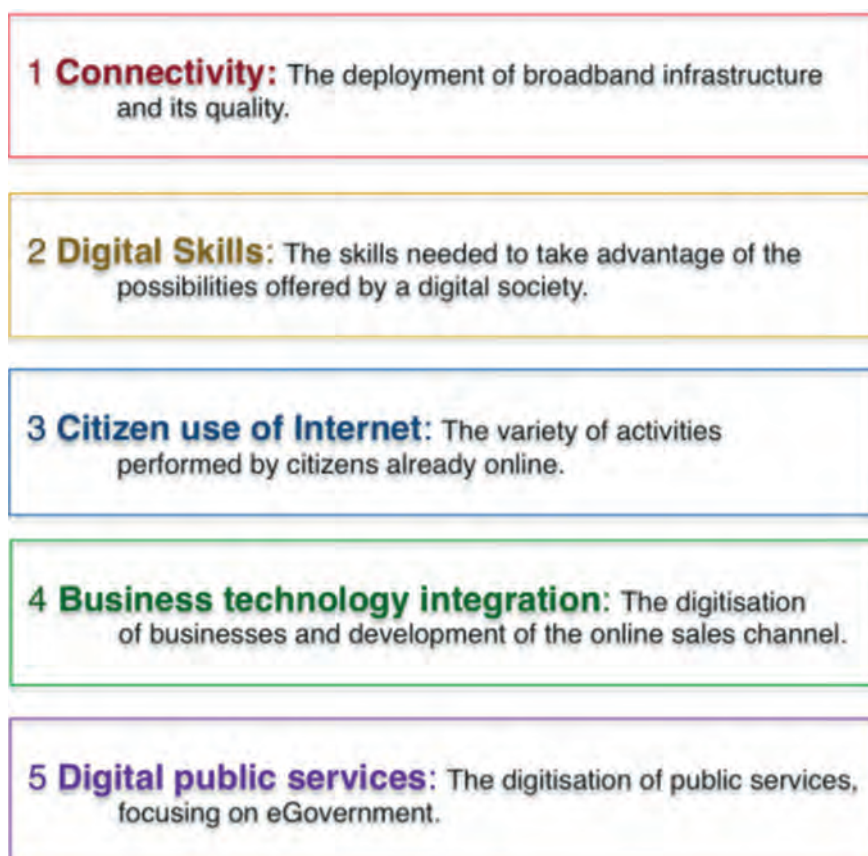 1 Connectivity: The deployment of broadband infrastructure
and its quality.
2 Digital Skills: The skills needed to take advantage of the
possibilities offered by a digital society.
3 Citizen use of Internet: The variety of activities
performed by citizens already online.
4 Business technology integration: The digitisation
of businesses and development of the online sales channel.
5 Digital public services: The digitisation of public services,
focusing on eGovernment.